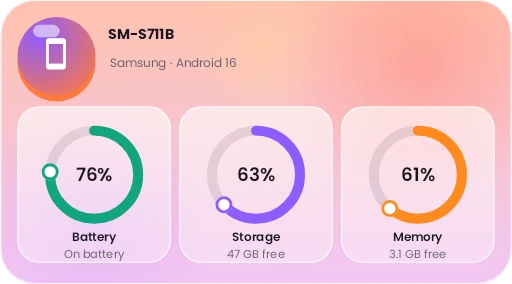 SM-S711B
Samsung · Android 16
76%
63%
61%
Battery
Storage
Memory
On battery
47 GB free
3.1 GB free